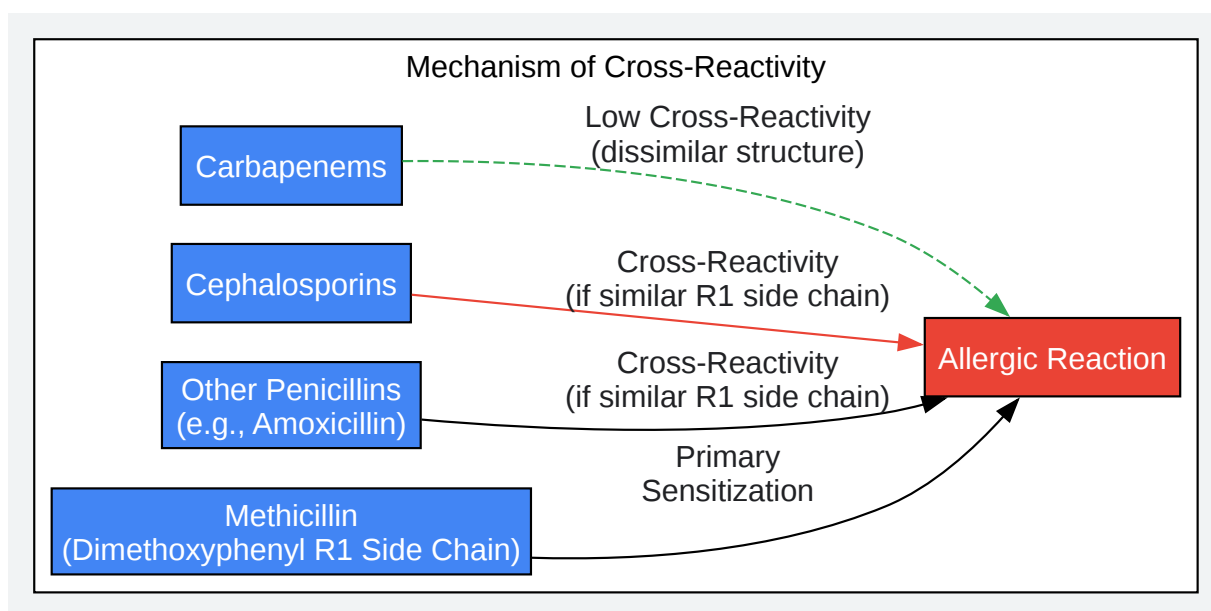 Mechanism of Cross-Reactivity
Low Cross-Reactivity
(dissimilar structure)
Carbapenems
Cross-Reactivity
(if similar R1 side chain)
Cephalosporins
Allergic Reaction
Cross-Reactivity
(if similar R1 side chain)
Other Penicillins
(e.g., Amoxicillin)
Primary
Sensitization
Methicillin
(Dimethoxyphenyl R1 Side Chain)